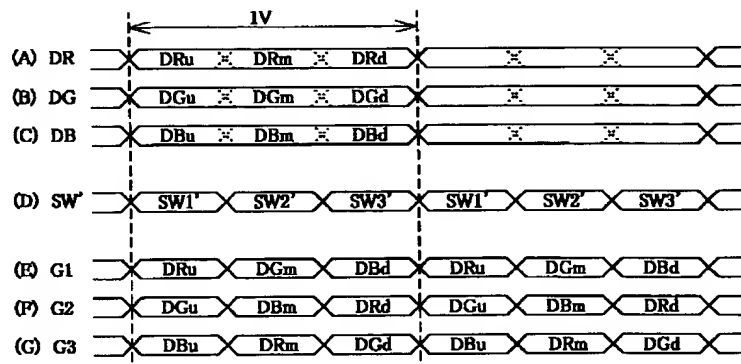 1V
(A) DR DRu DRm DRd
(B) DG DGu DGm DGd
(C) DB DBu DBm DBd
(D) SW' SW1' SW2' SW3' SW1' SW2' SW3'
(E) G1 DRu DGm DBd DRu DGm DBd
(F) G2 DGu DBm DRd DGu DBm DRd
(G) G3 DBu DRm DGd DBu DRm DGd